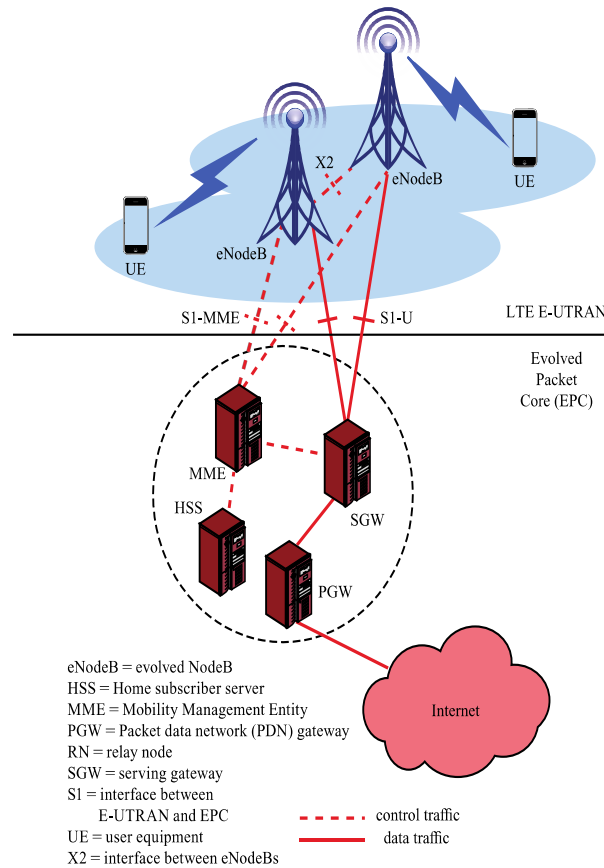 X2
eNodeB
UE
eNodeB
UE
S1-MME
S1-U
LTE E-UTRAN
Evolved
Packet
Core (EPC)
MME
SGW
HSS
PGW
Internet
eNodeB = evolved NodeB
HSS = Home subscriber server
MME = Mobility Management Entity
PGW = Packet data network (PDN) gateway
RN = relay node
SGW = serving gateway
S1 = interface between
E-UTRAN and EPC
UE = user equipment
X2 = interface between eNodeBs
control traffic
data traffic